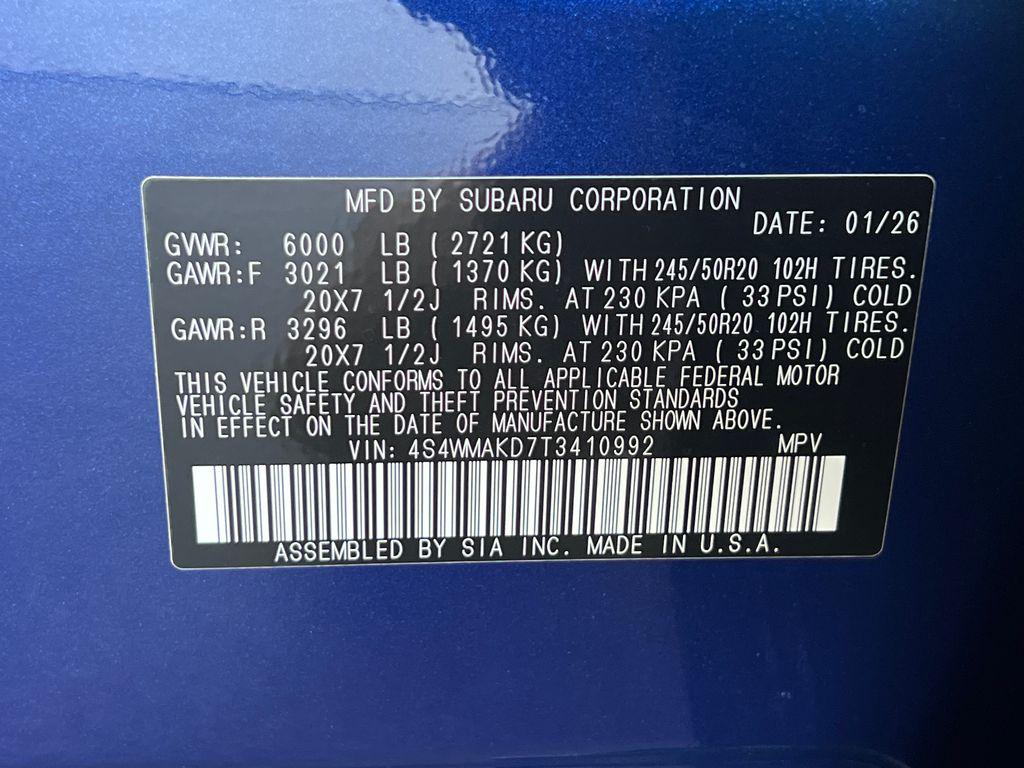 MFD BY SUBARU CORPORATION
DATE: 01/26
GVWR: 6000 LB ( 2721 KG)
GAWR:F 3021 LB ( 1370 KG) WITH 245/50R20 102H TIRES.
20X7 1/2J RIMS. AT 230 KPA ( 33 PSI) COLD
GAWR:R 3296 LB ( 1495 KG) WITH 245/50R20 102H TIRES.
20X7 1/2J RIMS. AT 230 KPA ( 33 PSI) COLD
THIS VEHICLE CONFORMS TO ALL APPLICABLE FEDERAL MOTOR
VEHICLE SAFETY AND THEFT PREVENTION STANDARDS
IN EFFECT ON THE DATE OF MANUFACTURE SHOWN ABOVE.
VIN: 4S4WMAKD7T3410992 MPV
ASSEMBLED BY SIA INC. MADE IN U.S.A.